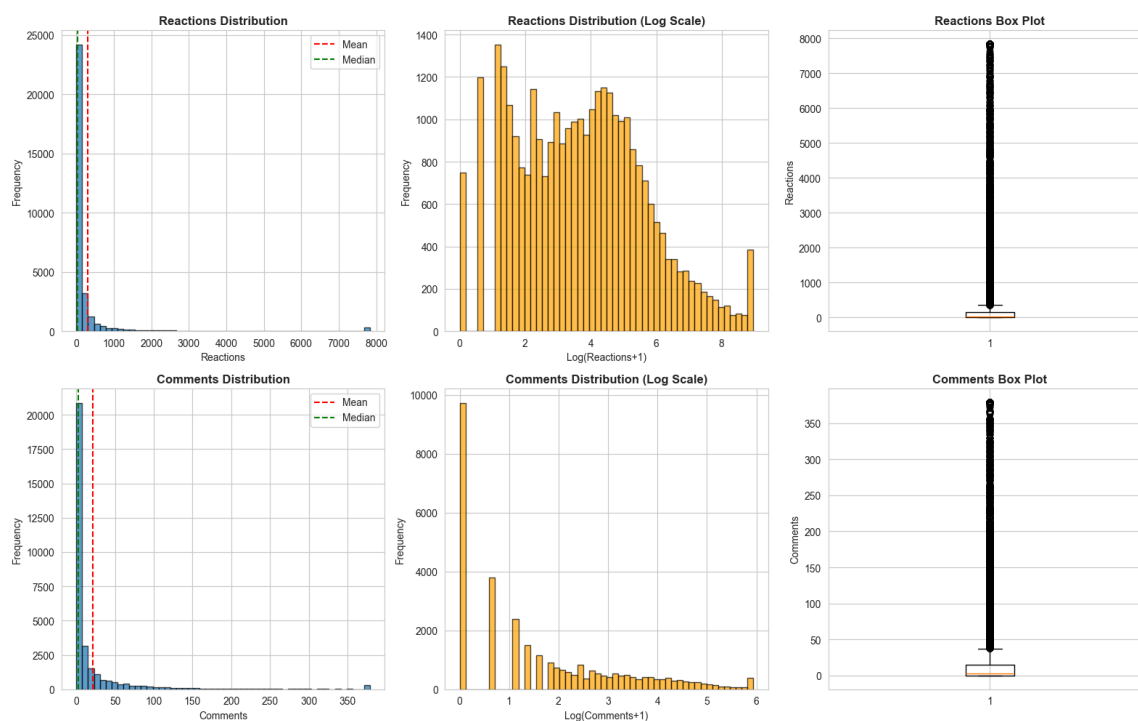 Reactions Distribution
25000
20000
15000
10000
5000
0
Frequency
Mean
Median
0 1000 2000 3000 4000 5000 6000 7000 8000
Reactions
Reactions Distribution (Log Scale)
1400
1200
1000
800
600
400
200
0
Frequency
0 2 4 6 8
Log(Reactions+1)
Reactions Box Plot
8000
7000
6000
5000
4000
3000
2000
1000
0
Reactions
1
Comments Distribution
20000
17500
15000
12500
10000
7500
5000
2500
0
Frequency
Mean
Median
0 50 100 150 200 250 300 350
Comments
Comments Distribution (Log Scale)
10000
8000
6000
4000
2000
0
Frequency
0 1 2 3 4 5 6
Log(Comments+1)
Comments Box Plot
350
300
250
200
150
100
50
0
Comments
1